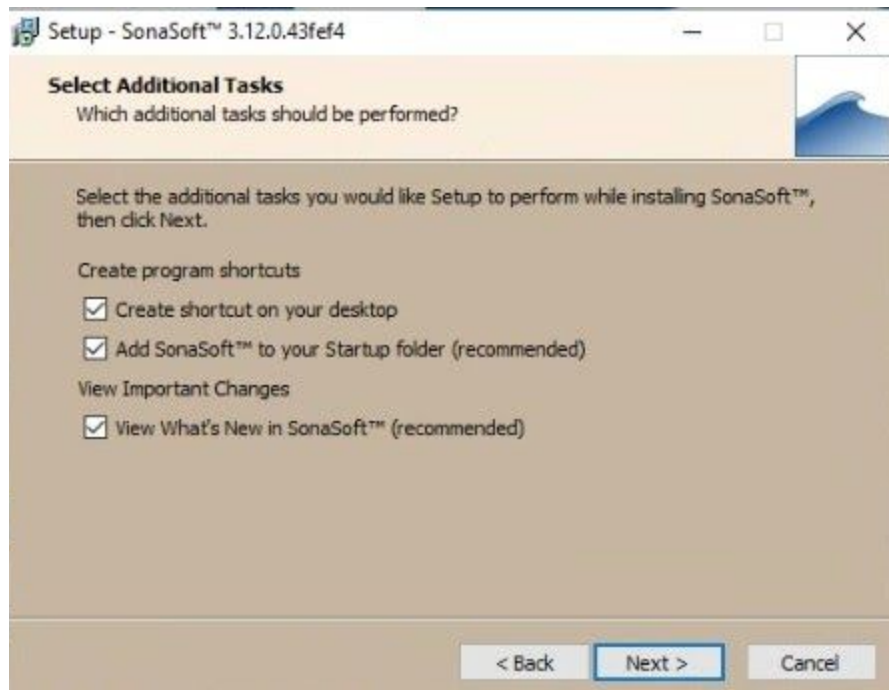 Setup - SonaSoft™ 3.12.0.43fef4
Select Additional Tasks
Which additional tasks should be performed?
Select the additional tasks you would like Setup to perform while installing SonaSoft™,
then click Next.
Create program shortcuts
Create shortcut on your desktop
Add SonaSoft™ to your Startup folder (recommended)
View Important Changes
View What's New in SonaSoft™ (recommended)
< Back
Next >
Cancel